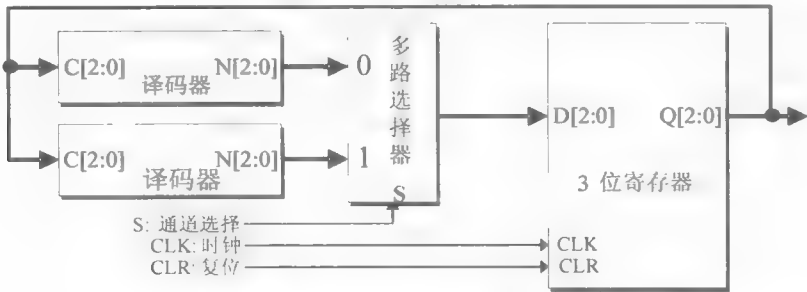 C[2:0] N[2:0]
译码器
C[2:0] N[2:0]
译码器
0
1
多路选择器
S
D[2:0] Q[2:0]
3 位寄存器
CLK
CLR
S: 通道选择
CLK: 时钟
CLR: 复位